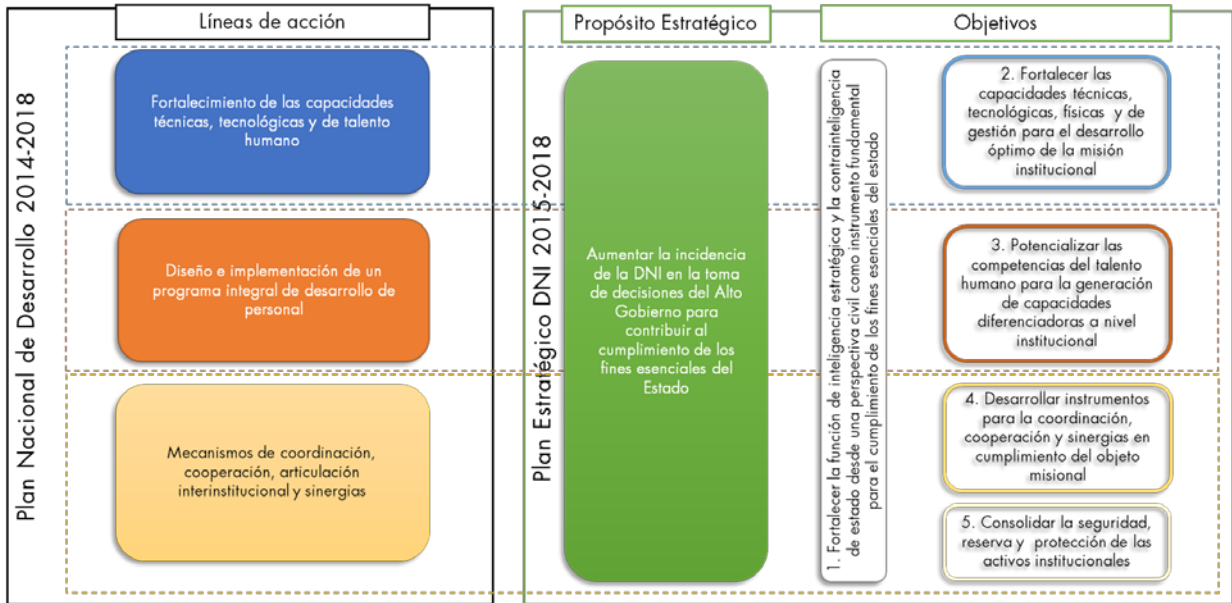 Plan Nacional de Desarrollo 2014-2018
Líneas de acción
Fortalecimiento de las capacidades
técnicas, tecnológicas y de talento
humano
Diseño e implementación de un
programa integral de desarrollo de
personal
Mecanismos de coordinación,
cooperación, articulación
interinstitucional y sinergias
Plan Estratégico DNI 2015-2018
Propósito Estratégico
Aumentar la incidencia
de la DNI en la toma
de decisiones del Alto
Gobierno para
contribuir al
cumplimiento de los
fines esenciales del
Estado
Objetivos
1. Fortalecer la función de inteligencia estratégica y la contrainteligencia
de estado desde una perspectiva civil como instrumento fundamental
para el cumplimiento de los fines esenciales del estado
2. Fortalecer las
capacidades técnicas,
tecnológicas, físicas y de
gestión para el desarrollo
óptimo de la misión
institucional
3. Potencializar las
competencias del talento
humano para la generación
de capacidades
diferenciadoras a nivel
institucional
4. Desarrollar instrumentos
para la coordinación,
cooperación y sinergias en
cumplimiento del objeto
misional
5. Consolidar la seguridad,
reserva y protección de las
activos institucionales